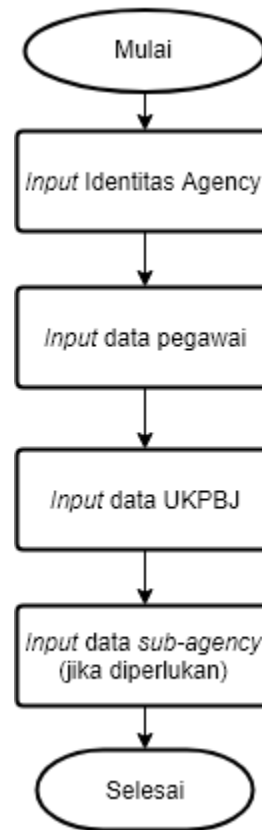 Mulai
Input Identitas Agency
Input data pegawai
Input data UKPBJ
Input data sub-agency
(jika diperlukan)
Selesai